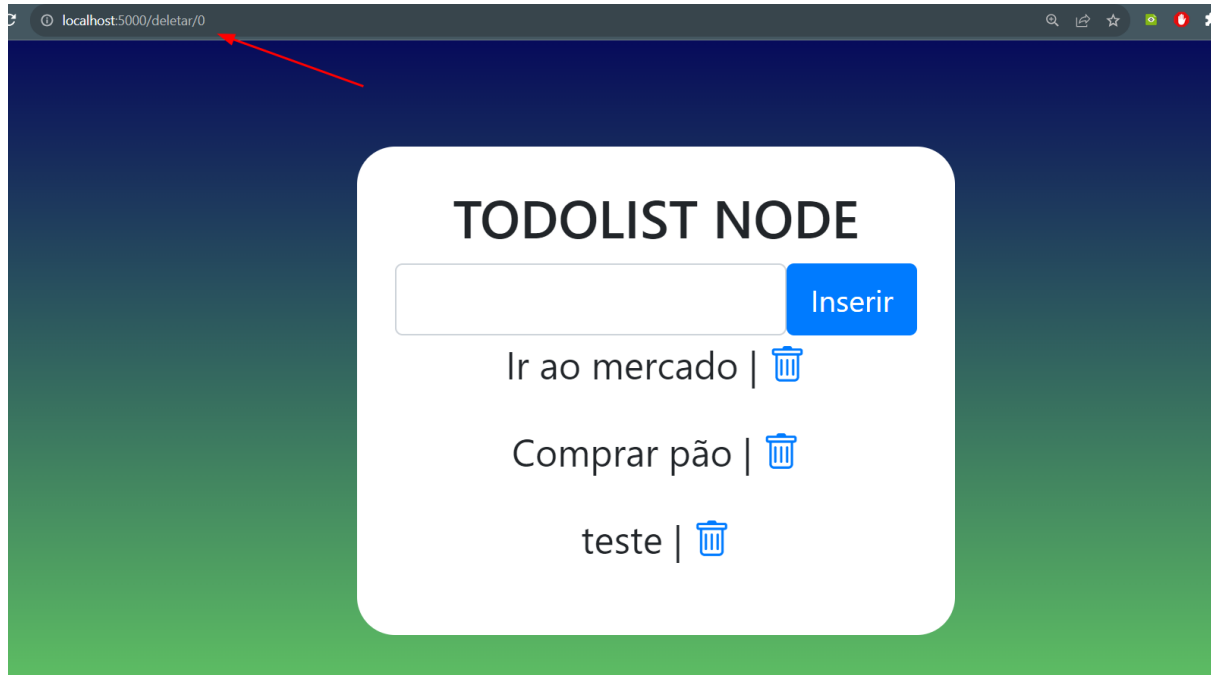 localhost:5000/deletar/0
TODOLIST NODE
Inserir
Ir ao mercado |
Comprar pão |
teste |